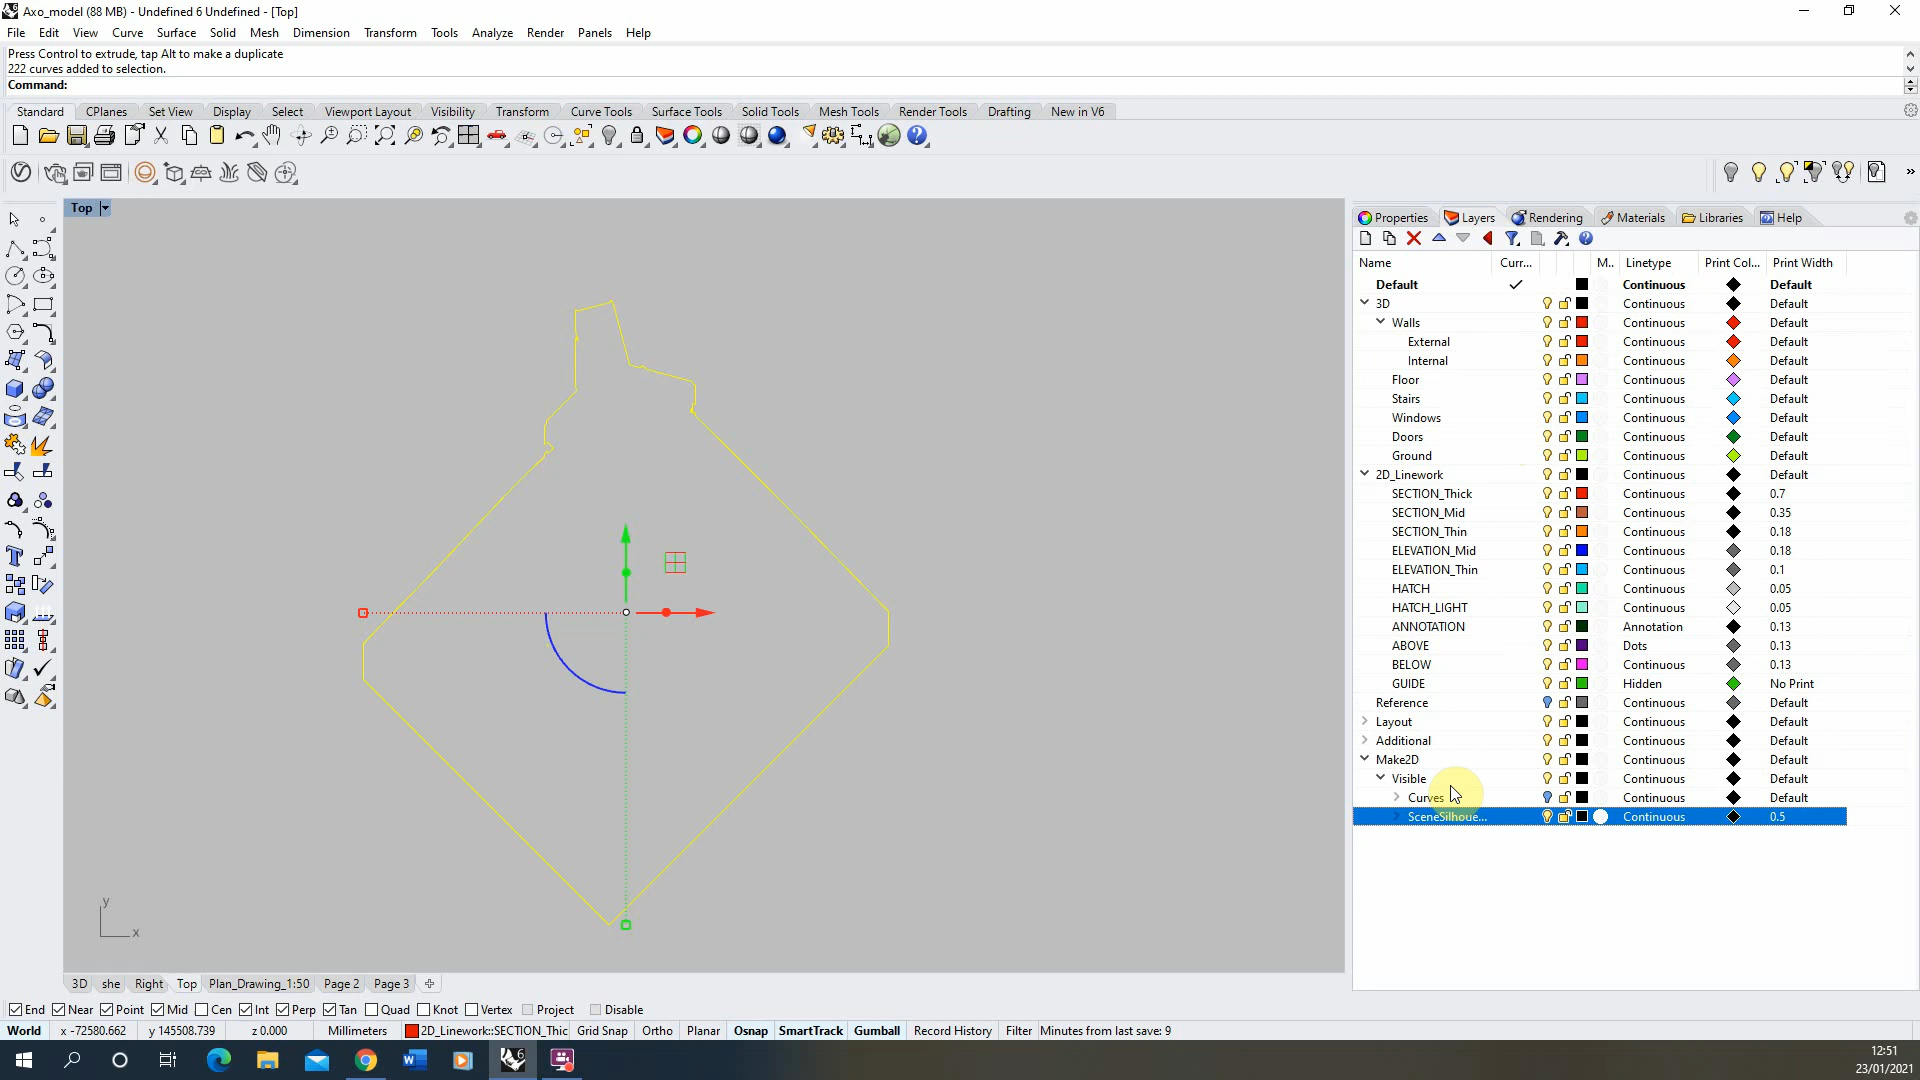 Axo_model (88 MB) - Undefined 6 Undefined - [Top]
File Edit View Curve Surface Solid Mesh Dimension Transform Tools Analyze Render Panels Help
Press Control to extrude, tap Alt to make a duplicate
222 curves added to selection.
Command:
Standard CPlanes Set View Display Select Viewport Layout Visibility Transform Curve Tools Surface Tools Solid Tools Mesh Tools Render Tools Drafting New in V6
Top
Properties Layers Rendering Materials Libraries Help
Name Curr... M.. Linetype Print Col... Print Width
Default Continuous Default
3D Continuous Default
Walls Continuous Default
External Continuous Default
Internal Continuous Default
Floor Continuous Default
Stairs Continuous Default
Windows Continuous Default
Doors Continuous Default
Ground Continuous Default
2D_Linework Continuous Default
SECTION_Thick Continuous 0.7
SECTION_Mid Continuous 0.35
SECTION_Thin Continuous 0.18
ELEVATION_Mid Continuous 0.18
ELEVATION_Thin Continuous 0.1
HATCH Continuous 0.05
HATCH_LIGHT Continuous 0.05
ANNOTATION Annotation 0.13
ABOVE Dots 0.13
BELOW Continuous 0.13
GUIDE Hidden No Print
Reference Continuous Default
Layout Continuous Default
Additional Continuous Default
Make2D Continuous Default
Visible Continuous Default
Curves Continuous Default
SceneSilhoue... Continuous 0.5
y
x
3D she Right Top Plan_Drawing_1:50 Page 2 Page 3
End Near Point Mid Cen Int Perp Tan Quad Knot Vertex Project Disable
World x -72580.662 y 145508.739 z 0.000 Millimeters 2D_Linework::SECTION_Thic Grid Snap Ortho Planar Osnap SmartTrack Gumball Record History Filter Minutes from last save: 9
12:51
23/01/2021